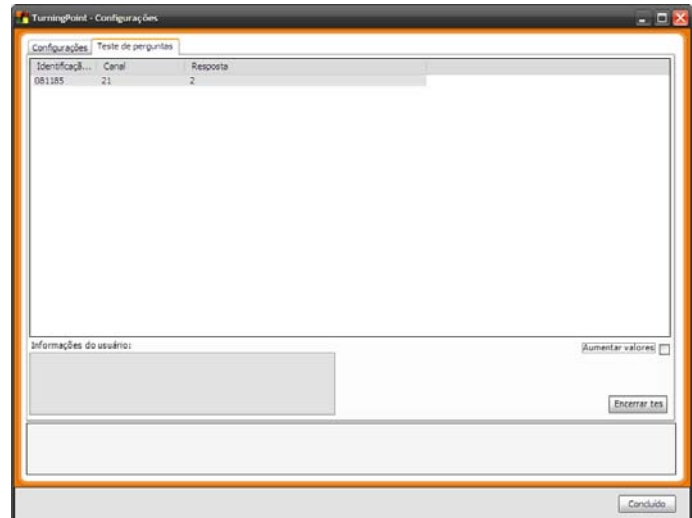 TurningPoint - Configurações
Configurações Teste de perguntas
Identificaçã... Canal Resposta
081185 21 2
Informações do usuário:
Aumentar valores
Encerrar tes
Concluído